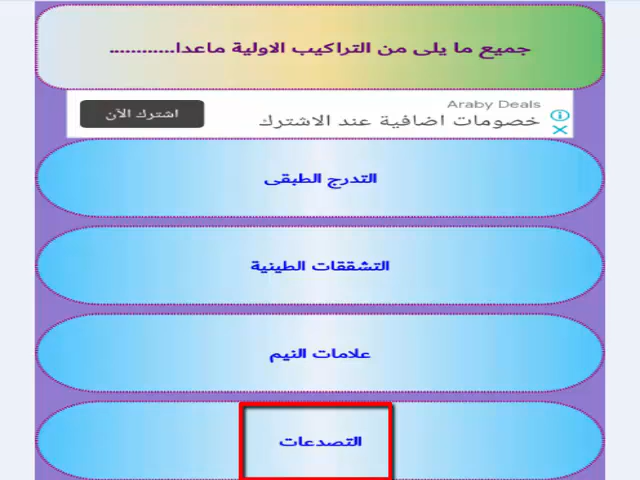 جميع ما يلى من التراكيب الاولية ماعدا............
Araby Deals
خصومات اضافية عند الاشترك
اشترك الآن
التدرج الطبقى
التشققات الطينية
علامات النيم
التصدعات